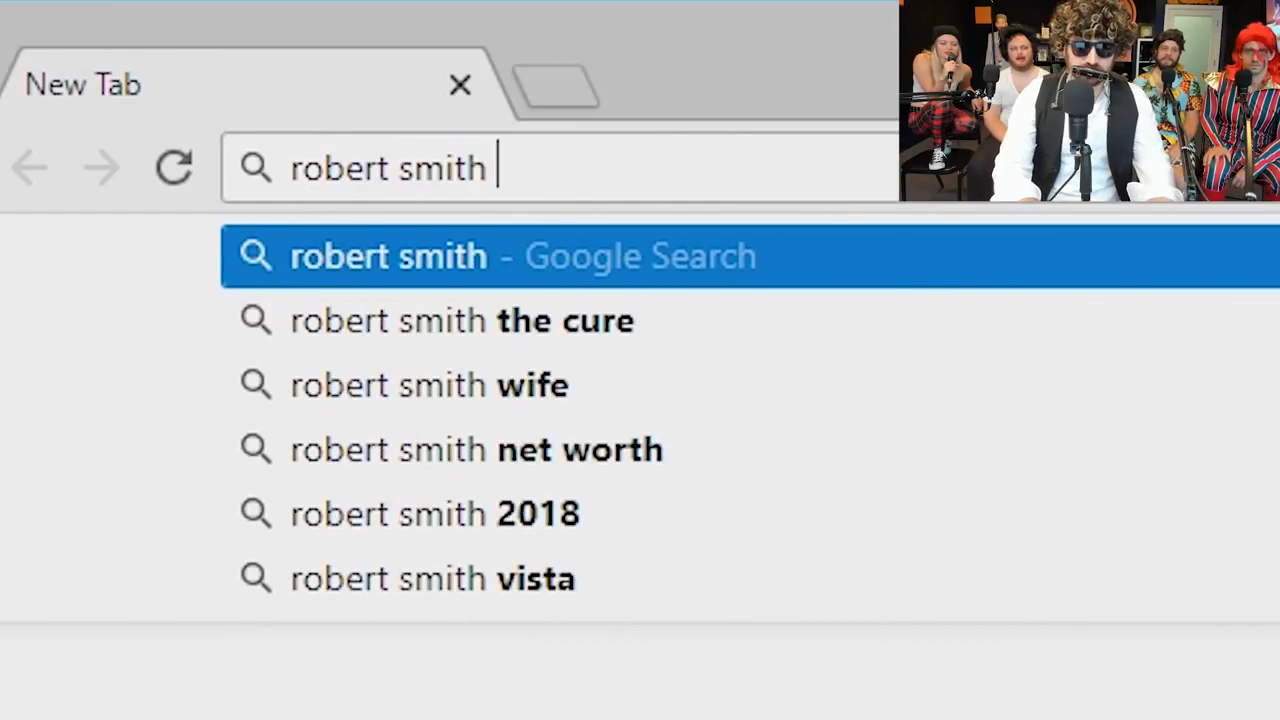 New Tab
robert smith
robert smith - Google Search
robert smith the cure
robert smith wife
robert smith net worth
robert smith 2018
robert smith vista